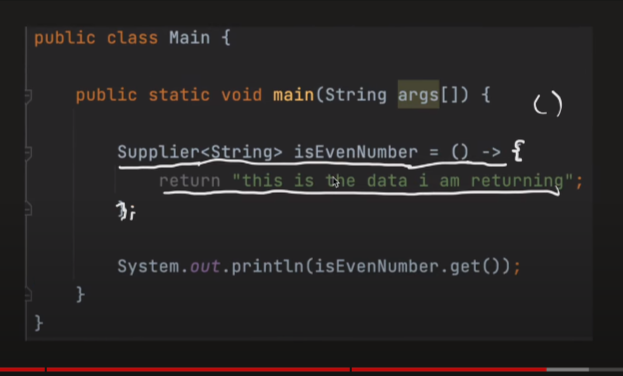 public class Main {
public static void main(String args[]) {
()
Supplier<String> isEvenNumber = () -> {
return "this is the data i am returning";
};
System.out.println(isEvenNumber.get());
}
}